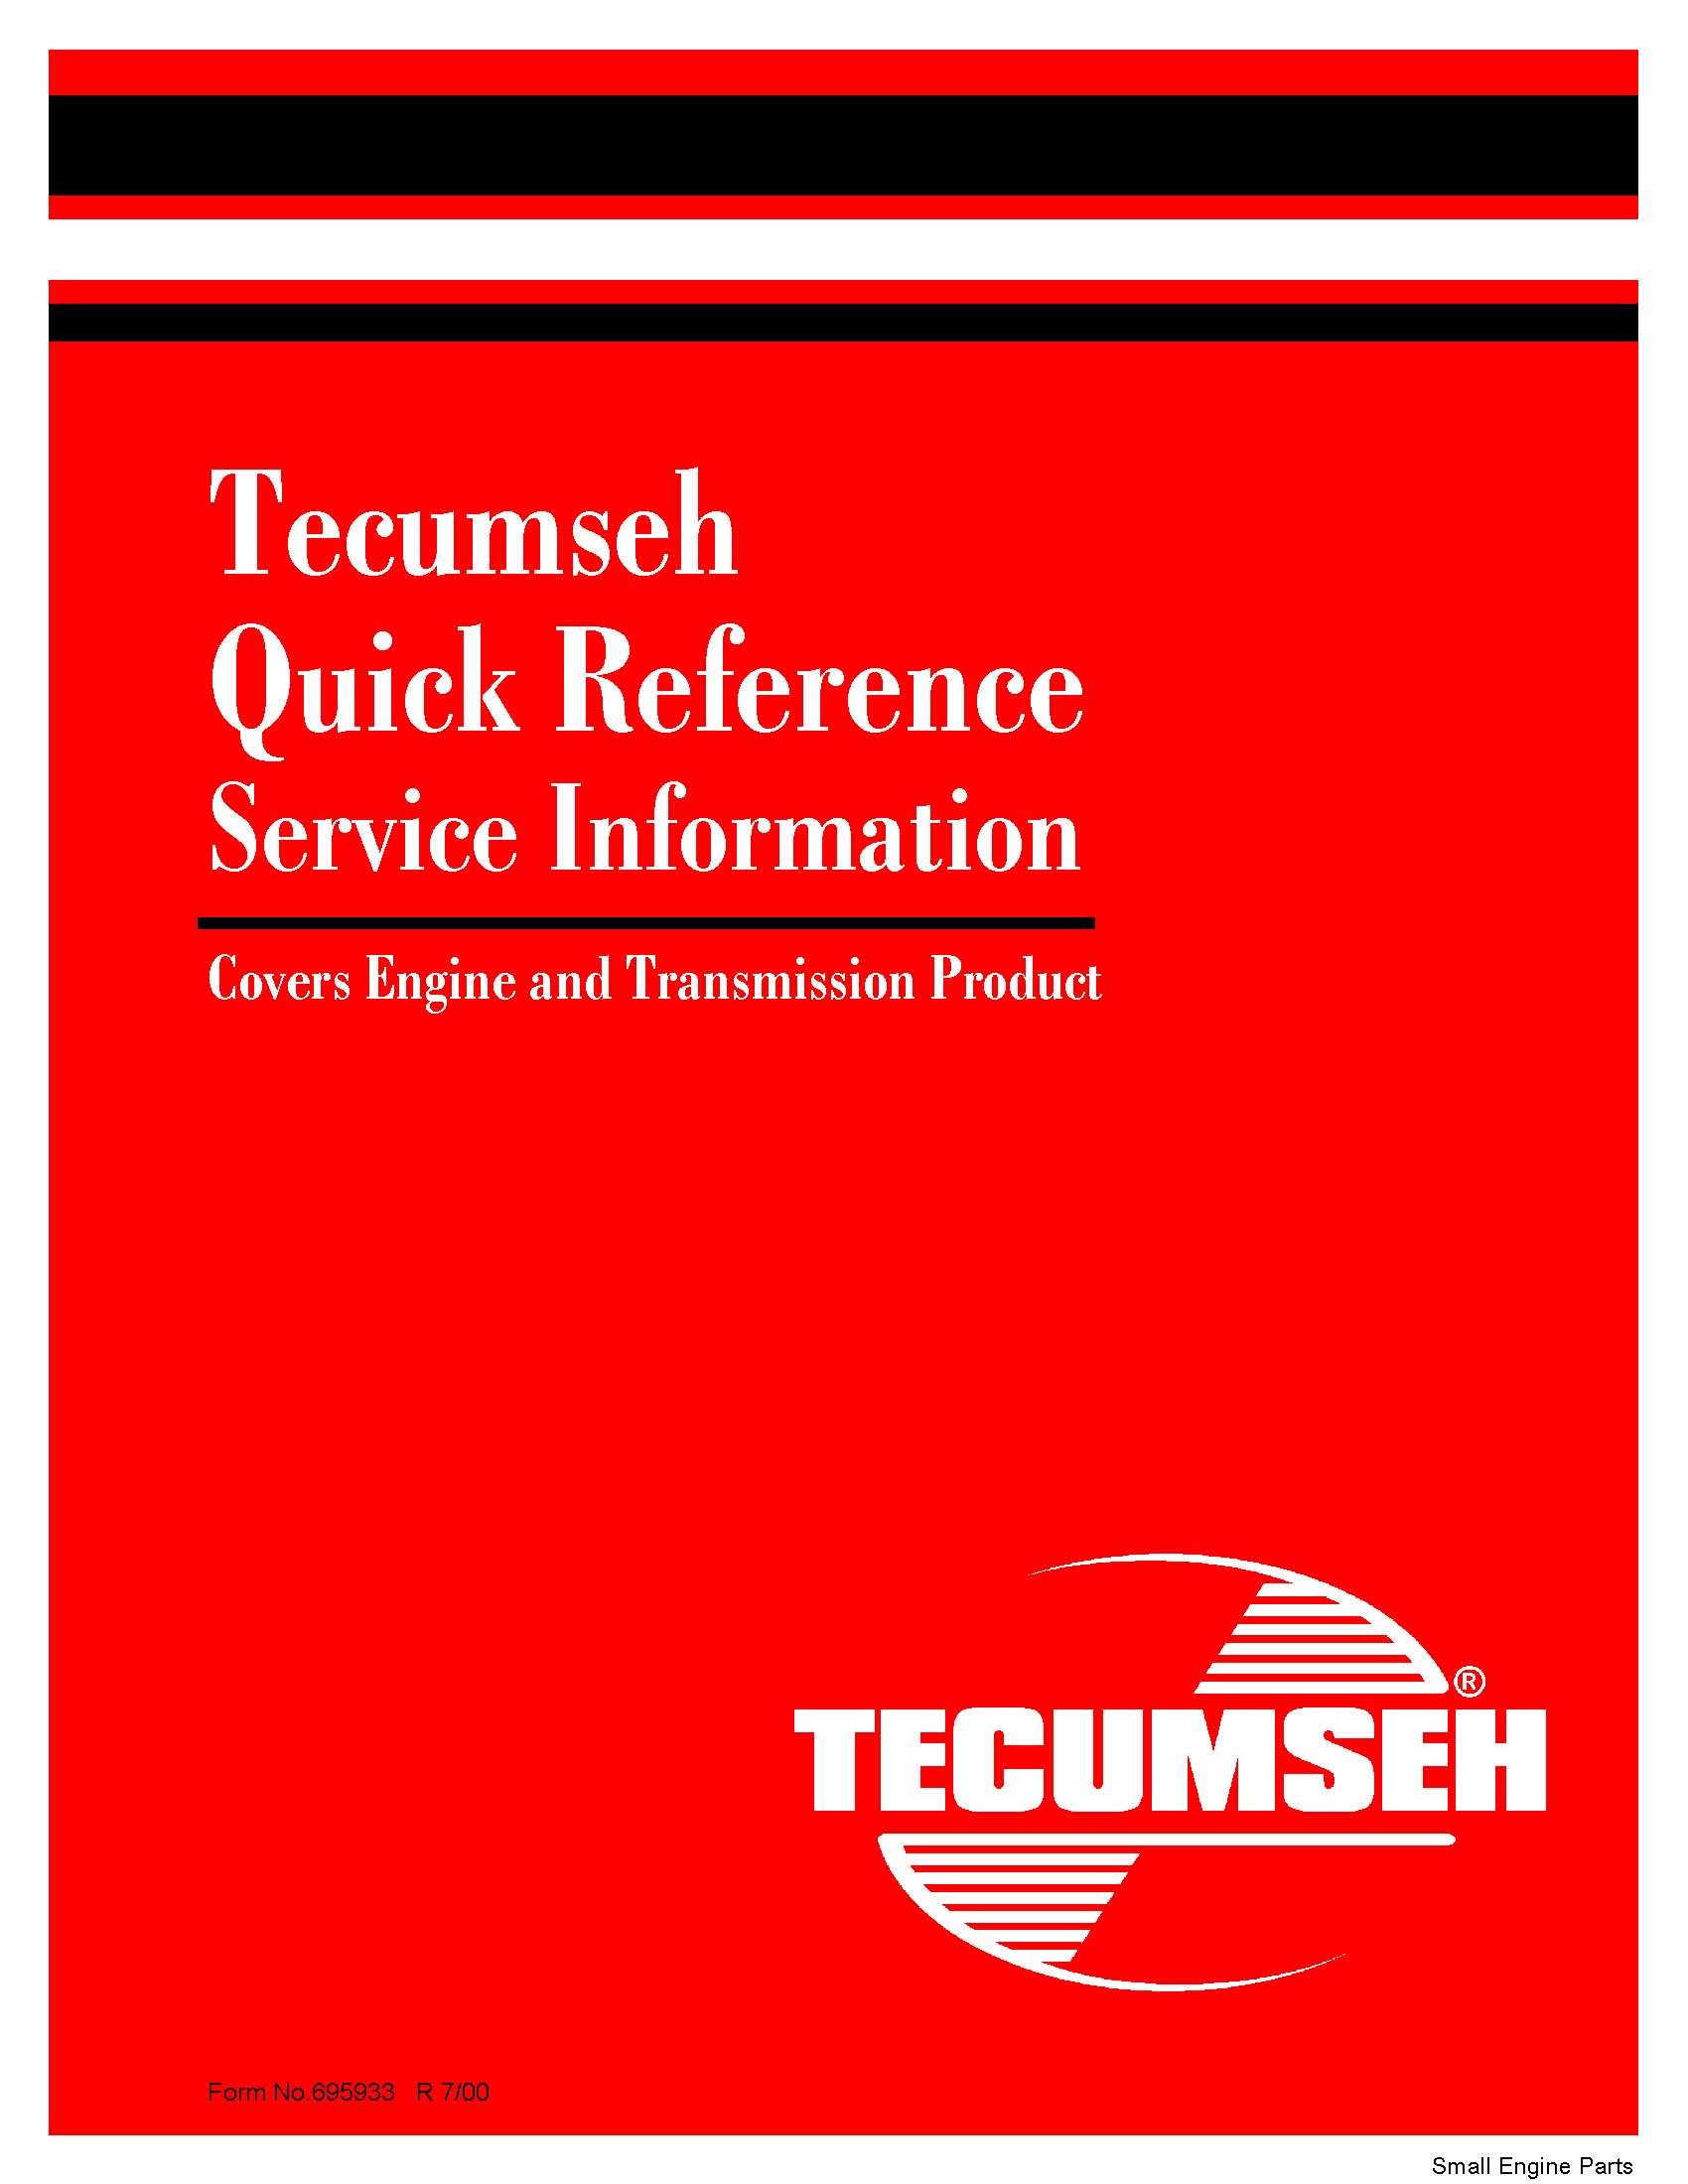 Tecumseh
Quick Reference
Service Information
Covers Engine and Transmission Product
®
TECUMSEH
Form No.695933 R 7/00
Small Engine Parts